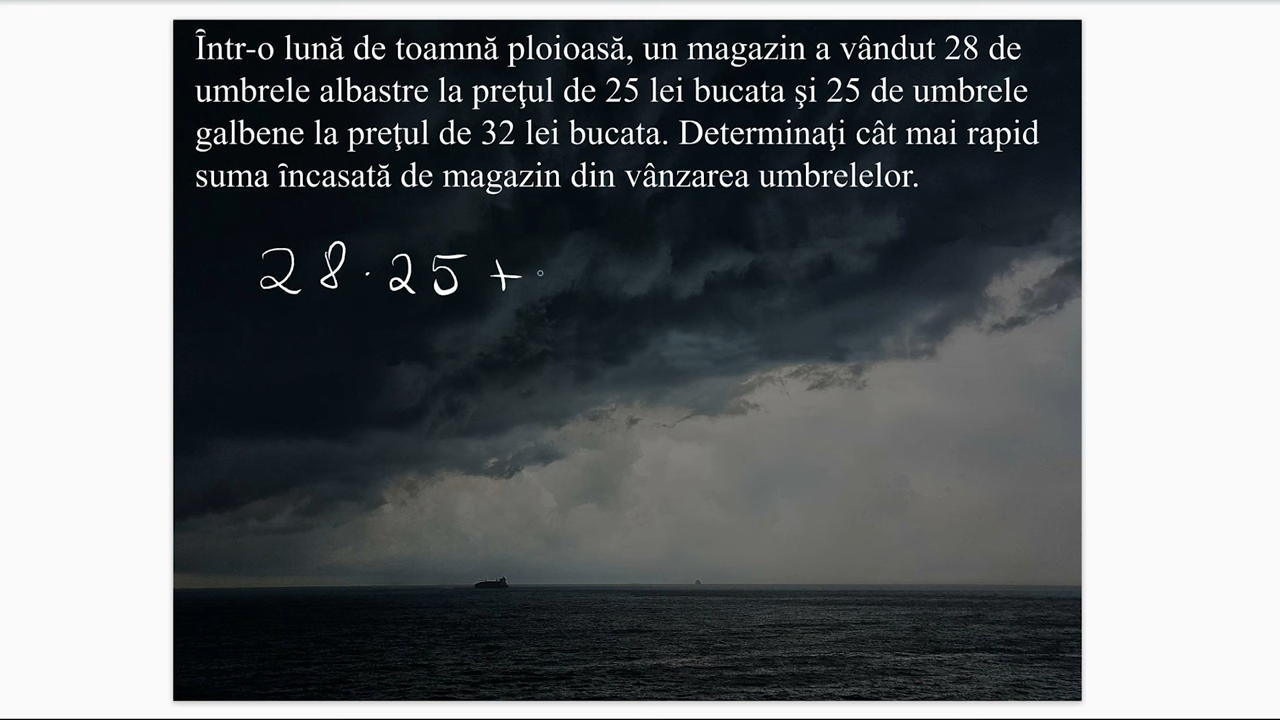 Într-o lună de toamnă ploioasă, un magazin a vândut 28 de
umbrele albastre la preţul de 25 lei bucata şi 25 de umbrele
galbene la preţul de 32 lei bucata. Determinaţi cât mai rapid
suma încasată de magazin din vânzarea umbrelelor.
28 · 25 +